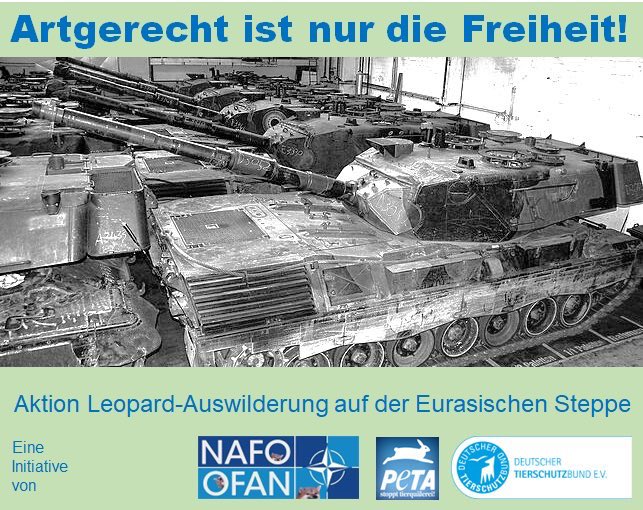 Artgerecht ist nur die Freiheit!
Aktion Leopard-Auswilderung auf der Eurasischen Steppe
Eine
Initiative
von
NAFO
OFAN
PeTA
stoppt tierquälerei!
DEUTSCHER
TIERSCHUTZBUND
DEUTSCHER
TIERSCHUTZBUND E.V.